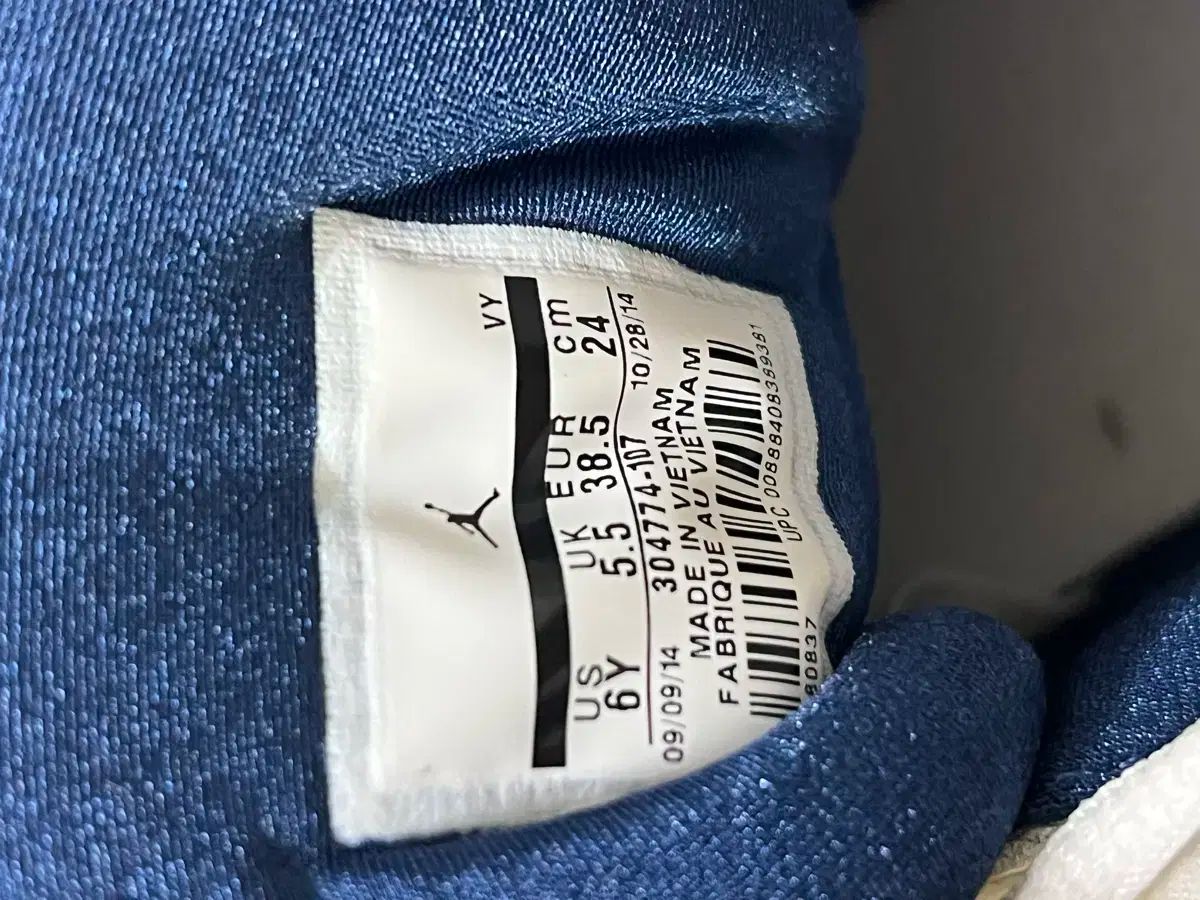 VY
US UK EUR cm
6Y 5.5 38.5 24
09/09/14 304774-107 10/28/14
MADE IN VIETNAM
FABRIQUE AU VIETNAM
UPC 00888408389381